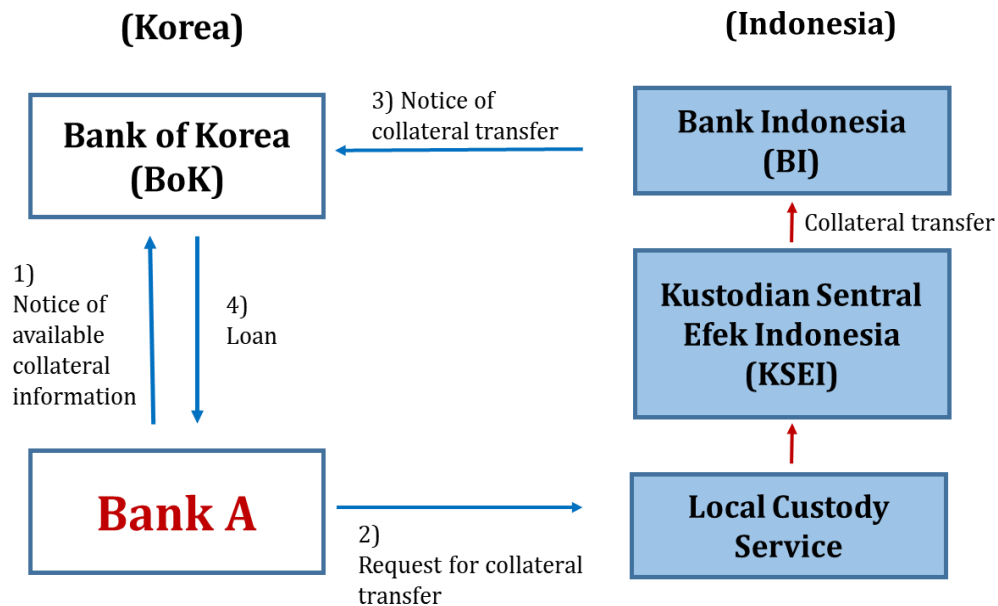 (Korea)
(Indonesia)
Bank of Korea
(BoK)
3) Notice of
collateral transfer
Bank Indonesia
(BI)
Collateral transfer
1)
Notice of
available
collateral
information
4)
Loan
Kustodian Sentral
Efek Indonesia
(KSEI)
Bank A
2)
Request for collateral
transfer
Local Custody
Service